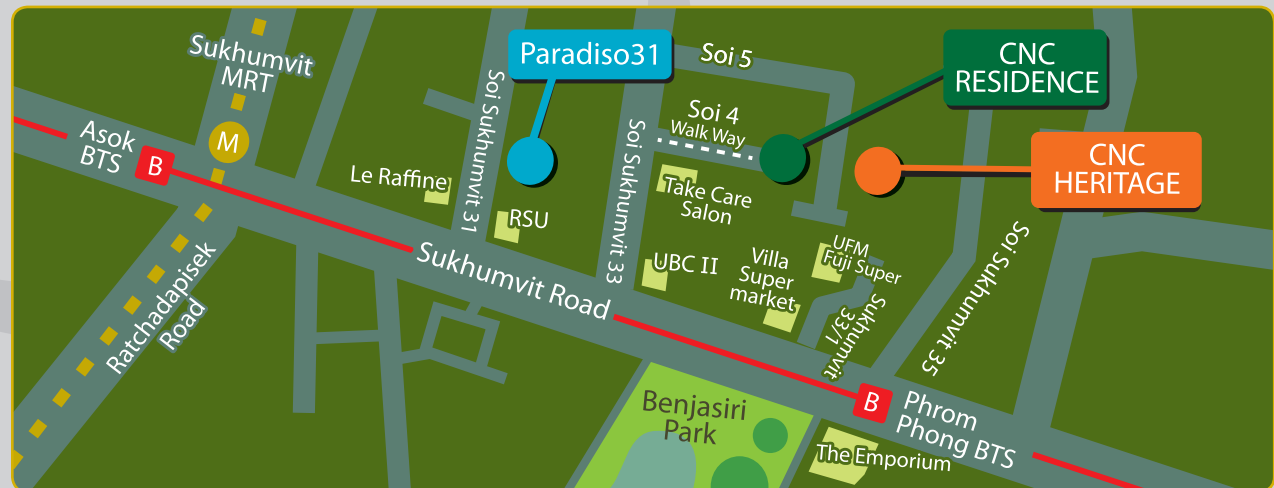 Sukhumvit
MRT
M
Asok
BTS
B
Paradiso31
Soi 5
CNC
RESIDENCE
Soi 4
Walk Way
CNC
HERITAGE
Soi Sukhumvit 31
Le Raffine
RSU
Soi Sukhumvit 33
Take Care
Salon
UBC II
Villa
Super
market
UFM
Fuji Super
Sukhumvit
33/1
Soi Sukhumvit 35
Sukhumvit Road
Ratchadapisek
Road
Benjasiri
Park
B
Phrom
Phong BTS
The Emporium